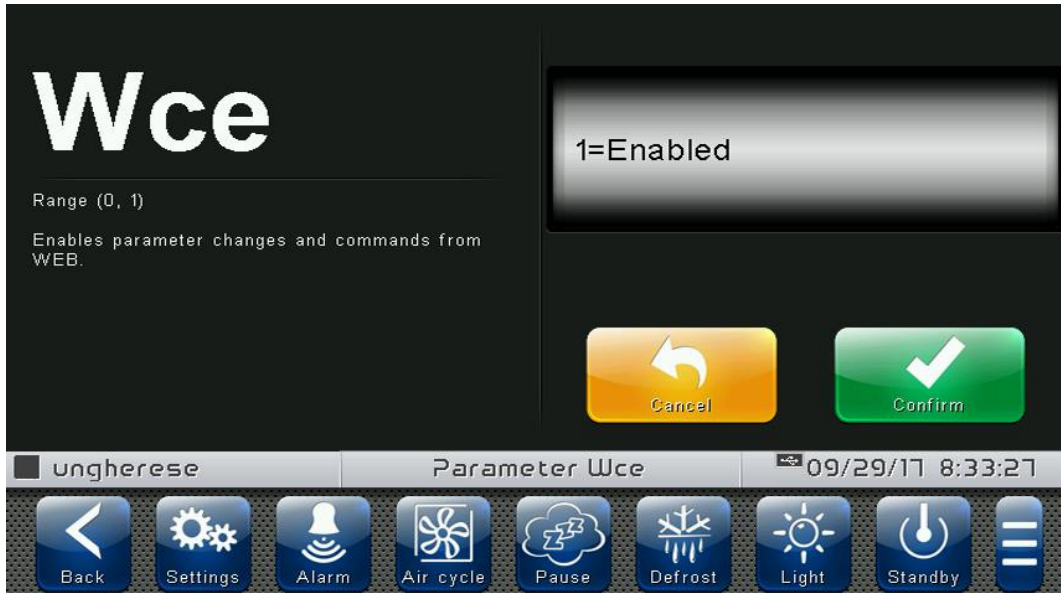 Wce
Range (0, 1)
Enables parameter changes and commands from
WEB.
1=Enabled
Cancel
Confirm
ungherese
Parameter Wce
09/29/17 8:33:27
Back
Settings
Alarm
Air cycle
zzz
Pause
Defrost
Light
Standby